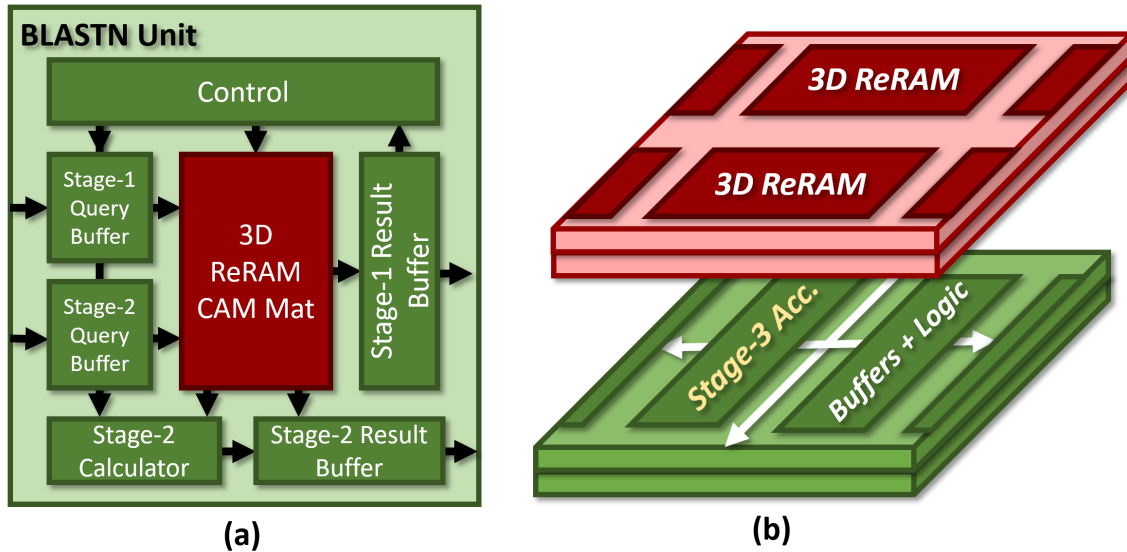 BLASTN Unit
Control
Stage-1
Query
Buffer
3D
ReRAM
CAM Mat
Stage-1 Result
Buffer
Stage-2
Query
Buffer
Stage-2
Calculator
Stage-2 Result
Buffer
(a)
3D ReRAM
3D ReRAM
Stage-3 Acc.
Buffers + Logic
(b)